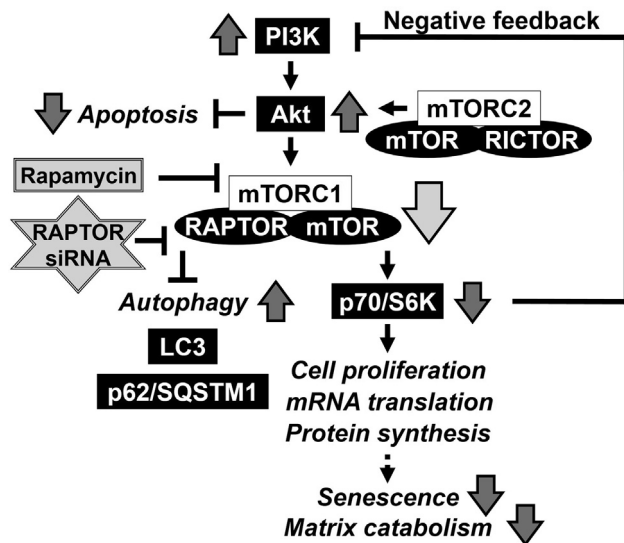 Negative feedback
PI3K
Apoptosis
Akt
mTORC2
mTOR RICTOR
Rapamycin
mTORC1
RAPTOR mTOR
RAPTOR
siRNA
Autophagy
p70/S6K
LC3
p62/SQSTM1
Cell proliferation
mRNA translation
Protein synthesis
Senescence
Matrix catabolism